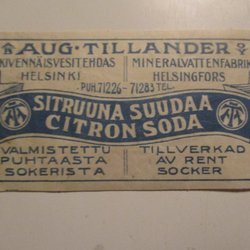 AUG. TILLANDER
KIVENNÄISVESITEHDAS MINERALVATTENFABRIK
HELSINKI HELSINGFORS
PUH. 71226 - 71283 TEL.
SITRUUNA SUUDAA
CITRON SODA
VALMISTETTU TILLVERKAD
PUHTAASTA AV RENT
SOKERISTA SOCKER